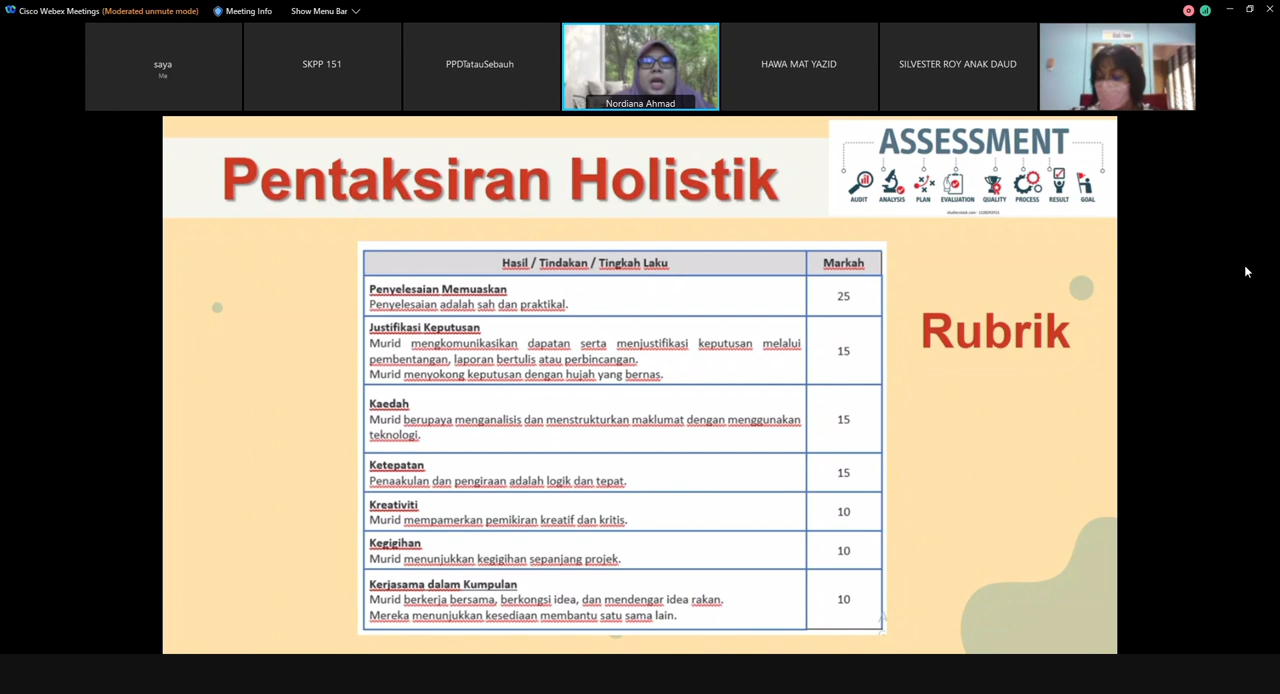 Cisco Webex Meetings (Moderated unmute mode) Meeting Info Show Menu Bar
saya
Me
SKPP 151
PPDTatauSebauh
Nordiana Ahmad
HAWA MAT YAZID
SILVESTER ROY ANAK DAUD
Pentaksiran Holistik
ASSESSMENT
AUDIT ANALYSIS PLAN EVALUATION QUALITY PROCESS RESULT GOAL
Rubrik
Hasil / Tindakan / Tingkah Laku Markah
Penyelesaian Memuaskan
Penyelesaian adalah sah dan praktikal.
25
Justifikasi Keputusan
Murid mengkomunikasikan dapatan serta menjustifikasi keputusan melalui
pembentangan, laporan bertulis atau perbincangan.
Murid menyokong keputusan dengan hujah yang bernas.
15
Kaedah
Murid berupaya menganalisis dan menstrukturkan maklumat dengan menggunakan
teknologi.
15
Ketepatan
Penaakulan dan pengiraan adalah logik dan tepat.
15
Kreativiti
Murid mempamerkan pemikiran kreatif dan kritis.
10
Kegigihan
Murid menunjukkan kegigihan sepanjang projek.
10
Kerjasama dalam Kumpulan
Murid berkerja bersama, berkongsi idea, dan mendengar idea rakan.
Mereka menunjukkan kesediaan membantu satu sama lain.
10